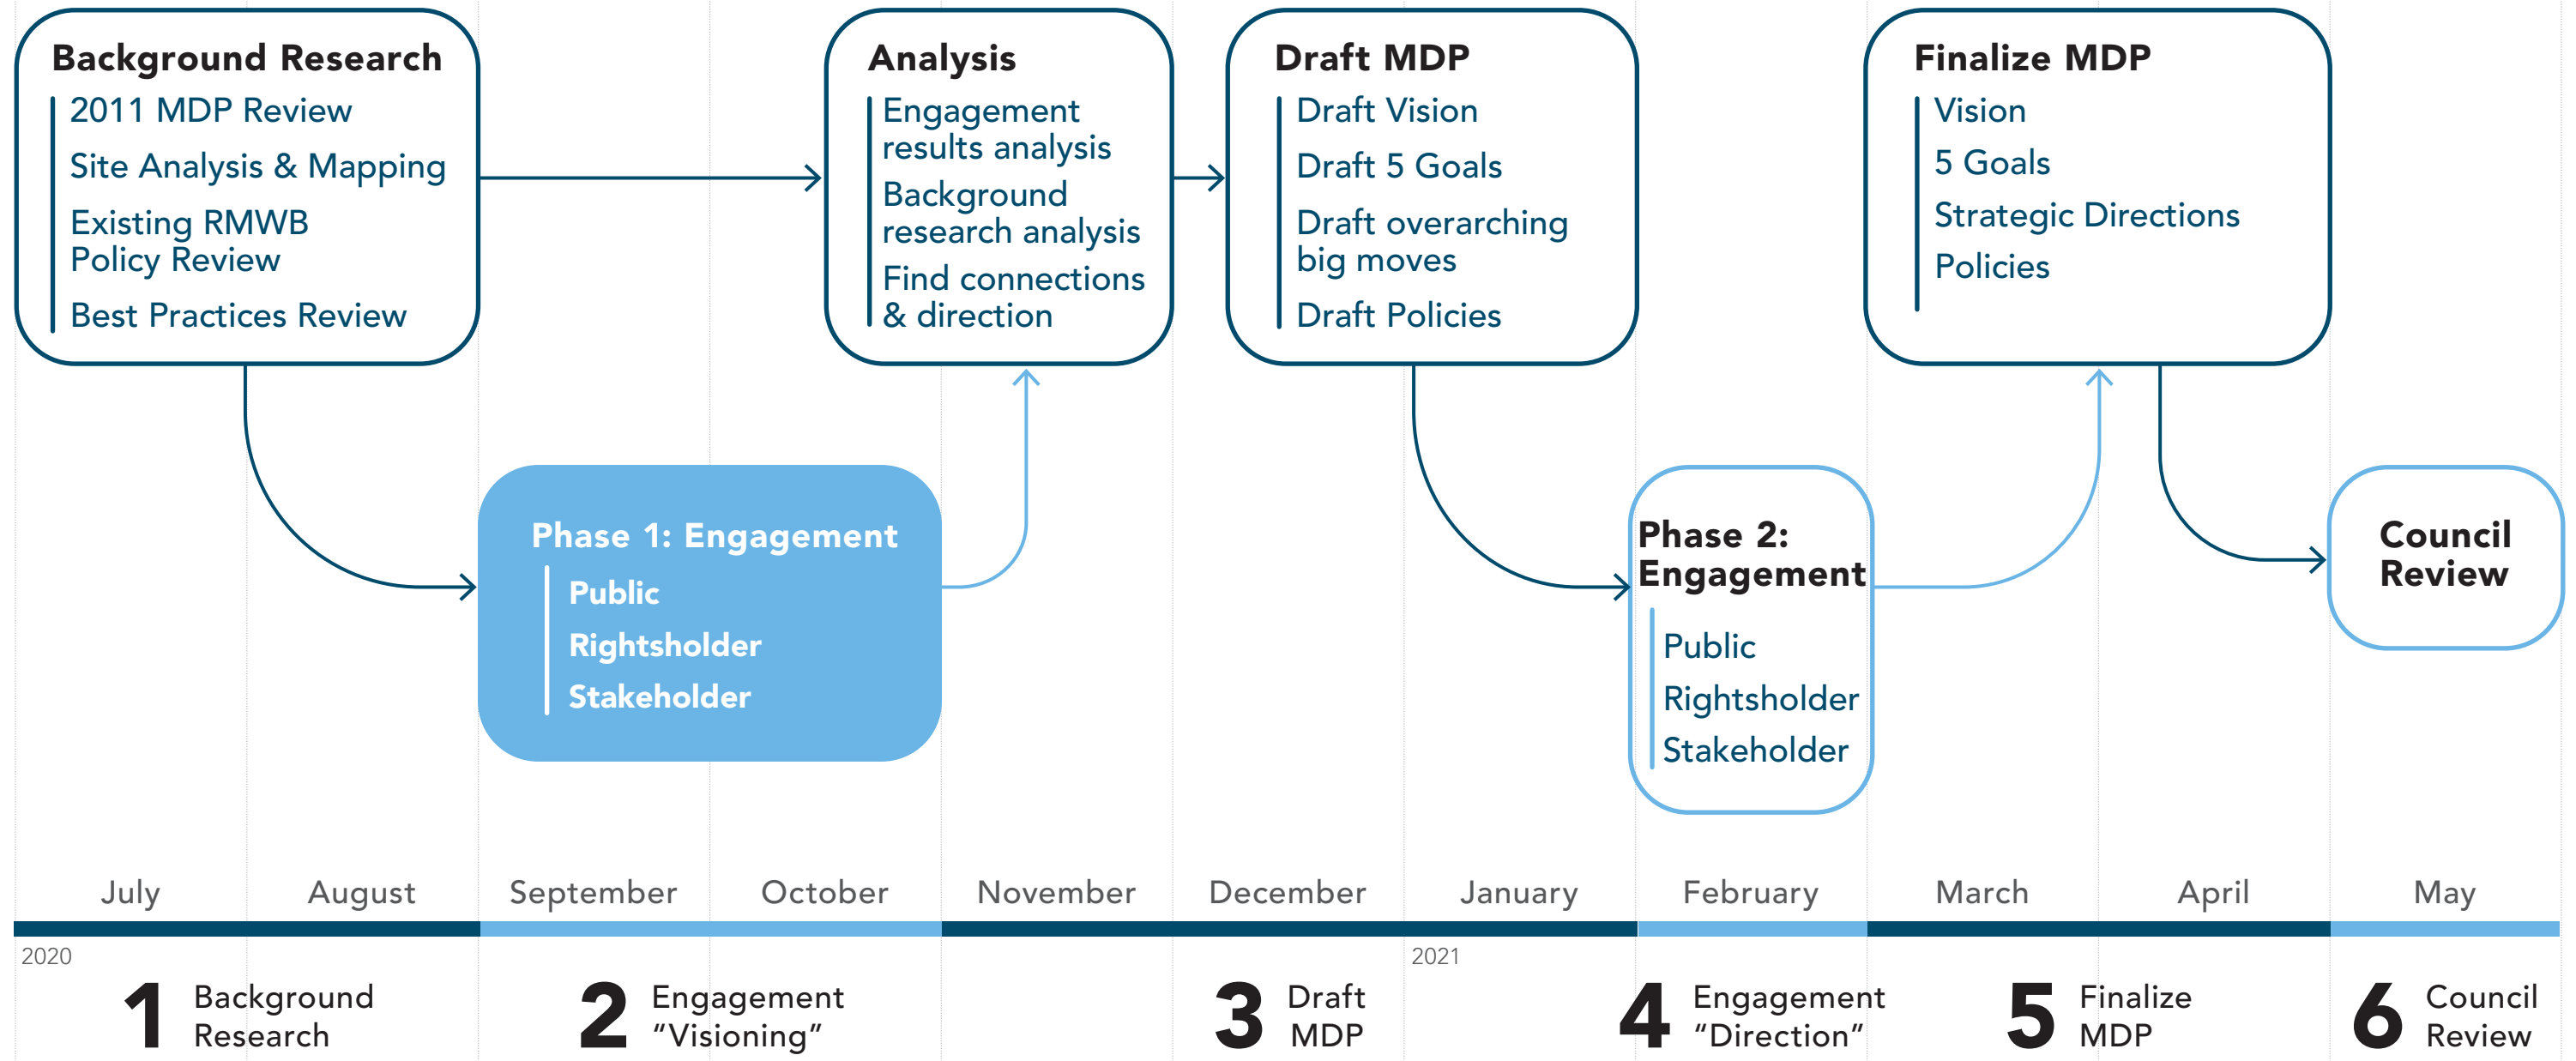 Background Research
2011 MDP Review
Site Analysis & Mapping
Existing RMWB
Policy Review
Best Practices Review
Analysis
Engagement
results analysis
Background
research analysis
Find connections
& direction
Draft MDP
Draft Vision
Draft 5 Goals
Draft overarching
big moves
Draft Policies
Finalize MDP
Vision
5 Goals
Strategic Directions
Policies
Phase 1: Engagement
Public
Rightsholder
Stakeholder
Phase 2:
Engagement
Public
Rightsholder
Stakeholder
Council
Review
July
August
September
October
November
December
January
February
March
April
May
2020
2021
1 Background
Research
2 Engagement
“Visioning”
3 Draft
MDP
4 Engagement
“Direction”
5 Finalize
MDP
6 Council
Review